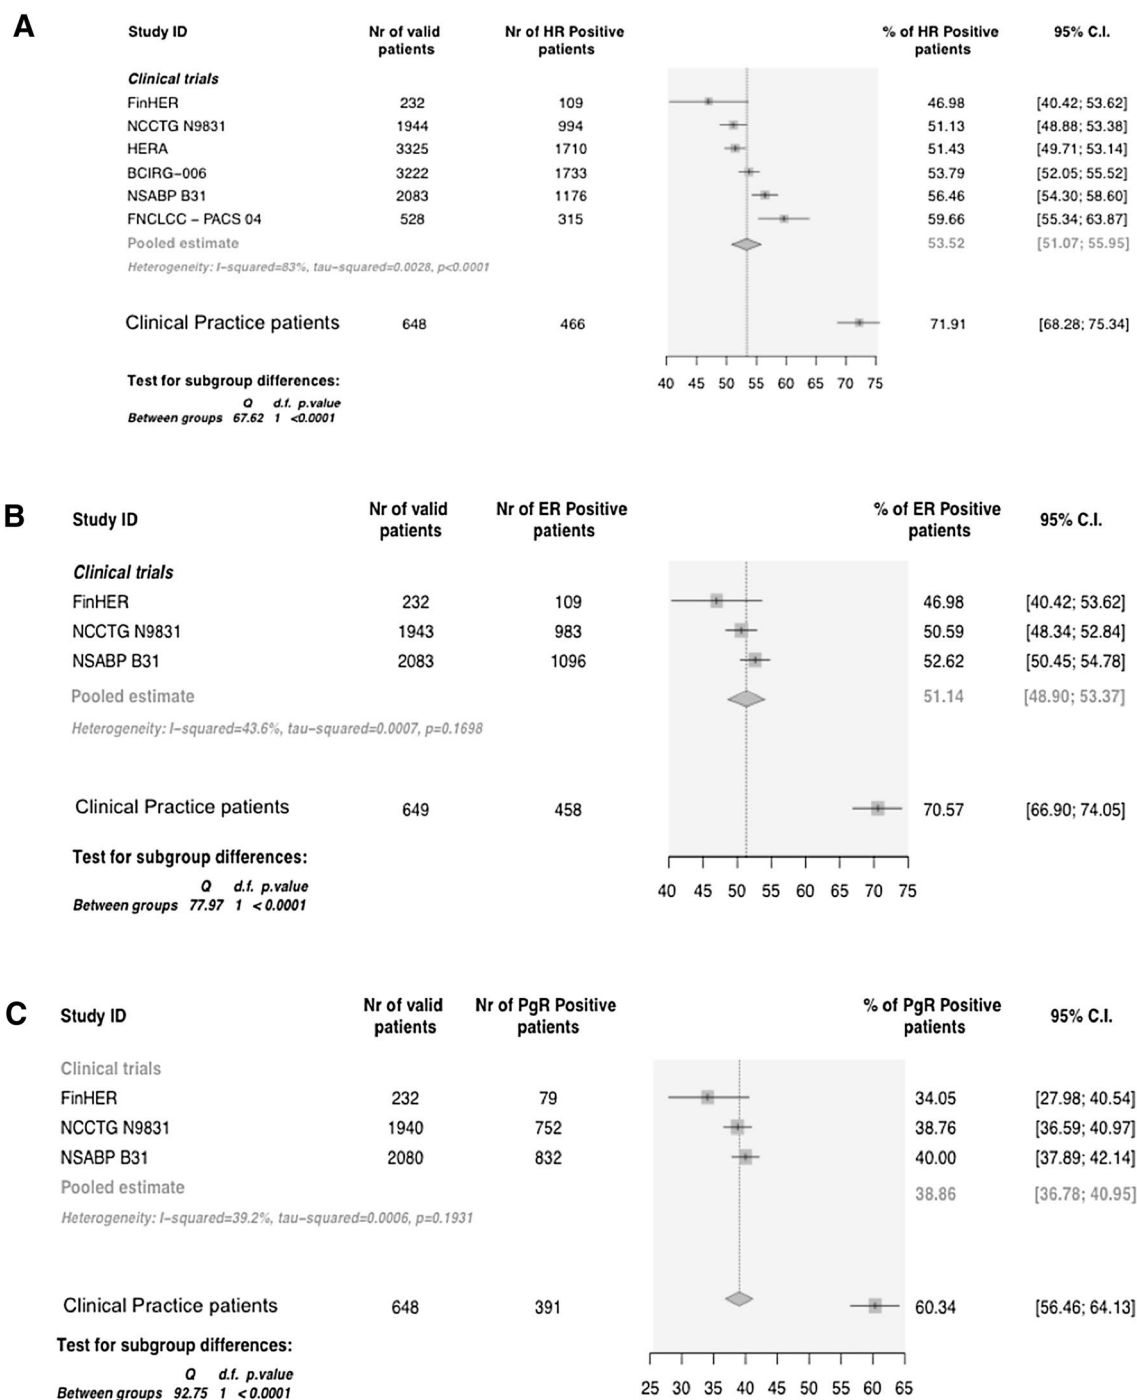 A
Study ID Nr of valid patients Nr of HR Positive patients % of HR Positive patients 95% C.I.
Clinical trials
FinHER 232 109 46.98 [40.42; 53.62]
NCCTG N9831 1944 994 51.13 [48.88; 53.38]
HERA 3325 1710 51.43 [49.71; 53.14]
BCIRG−006 3222 1733 53.79 [52.05; 55.52]
NSABP B31 2083 1176 56.46 [54.30; 58.60]
FNCLCC − PACS 04 528 315 59.66 [55.34; 63.87]
Pooled estimate 53.52 [51.07; 55.95]
Heterogeneity: I−squared=83%, tau−squared=0.0028, p<0.0001
Clinical Practice patients 648 466 71.91 [68.28; 75.34]
40 45 50 55 60 65 70 75
Test for subgroup differences:
Q d.f. p.value
Between groups 67.62 1 <0.0001
B
Study ID Nr of valid patients Nr of ER Positive patients % of ER Positive patients 95% C.I.
Clinical trials
FinHER 232 109 46.98 [40.42; 53.62]
NCCTG N9831 1943 983 50.59 [48.34; 52.84]
NSABP B31 2083 1096 52.62 [50.45; 54.78]
Pooled estimate 51.14 [48.90; 53.37]
Heterogeneity: I−squared=43.6%, tau−squared=0.0007, p=0.1698
Clinical Practice patients 649 458 70.57 [66.90; 74.05]
Test for subgroup differences:
40 45 50 55 60 65 70 75
Q d.f. p.value
Between groups 77.97 1 < 0.0001
C
Study ID Nr of valid patients Nr of PgR Positive patients % of PgR Positive patients 95% C.I.
Clinical trials
FinHER 232 79 34.05 [27.98; 40.54]
NCCTG N9831 1940 752 38.76 [36.59; 40.97]
NSABP B31 2080 832 40.00 [37.89; 42.14]
Pooled estimate 38.86 [36.78; 40.95]
Heterogeneity: I−squared=39.2%, tau−squared=0.0006, p=0.1931
Clinical Practice patients 648 391 60.34 [56.46; 64.13]
Test for subgroup differences:
25 30 35 40 45 50 55 60 65
Q d.f. p.value
Between groups 92.75 1 < 0.0001